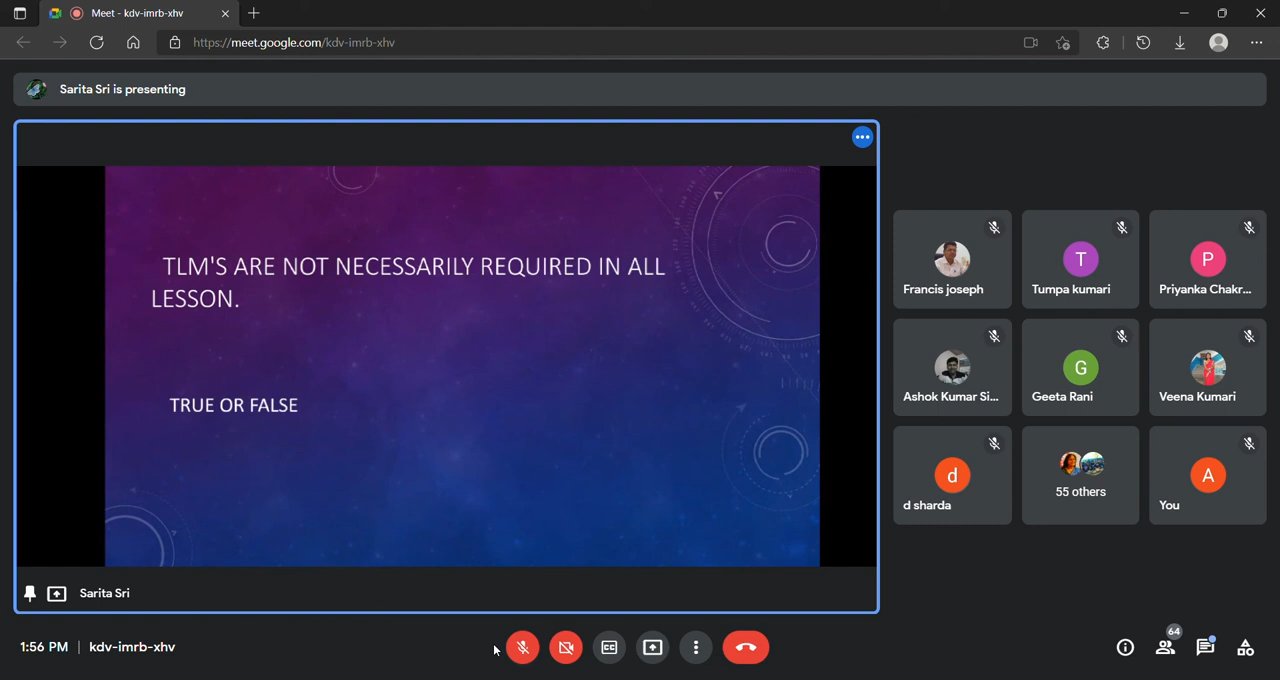 Meet - kdv-imrb-xhv
https://meet.google.com/kdv-imrb-xhv
Sarita Sri is presenting
TLM'S ARE NOT NECESSARILY REQUIRED IN ALL
LESSON.
TRUE OR FALSE
Sarita Sri
Francis joseph
T
Tumpa kumari
P
Priyanka Chakr...
Ashok Kumar Si...
G
Geeta Rani
Veena Kumari
d
d sharda
55 others
A
You
1:56 PM | kdv-imrb-xhv
CC
64